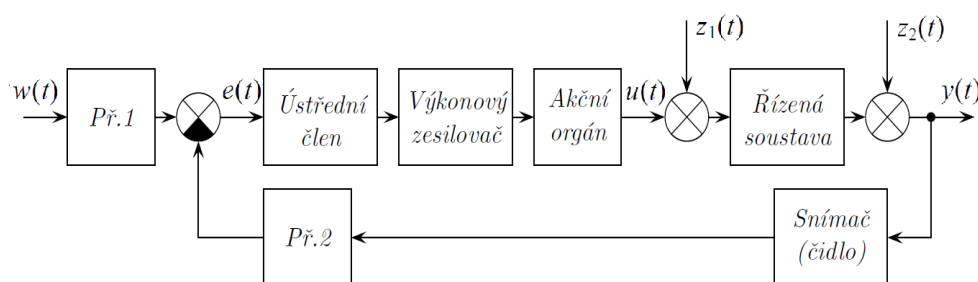 z₁(t)
z₂(t)
w(t)
Př.1
e(t)
Ústřední
člen
Výkonový
zesilovač
Akční
orgán
u(t)
Řízená
soustava
y(t)
Př.2
Snímač
(čidlo)